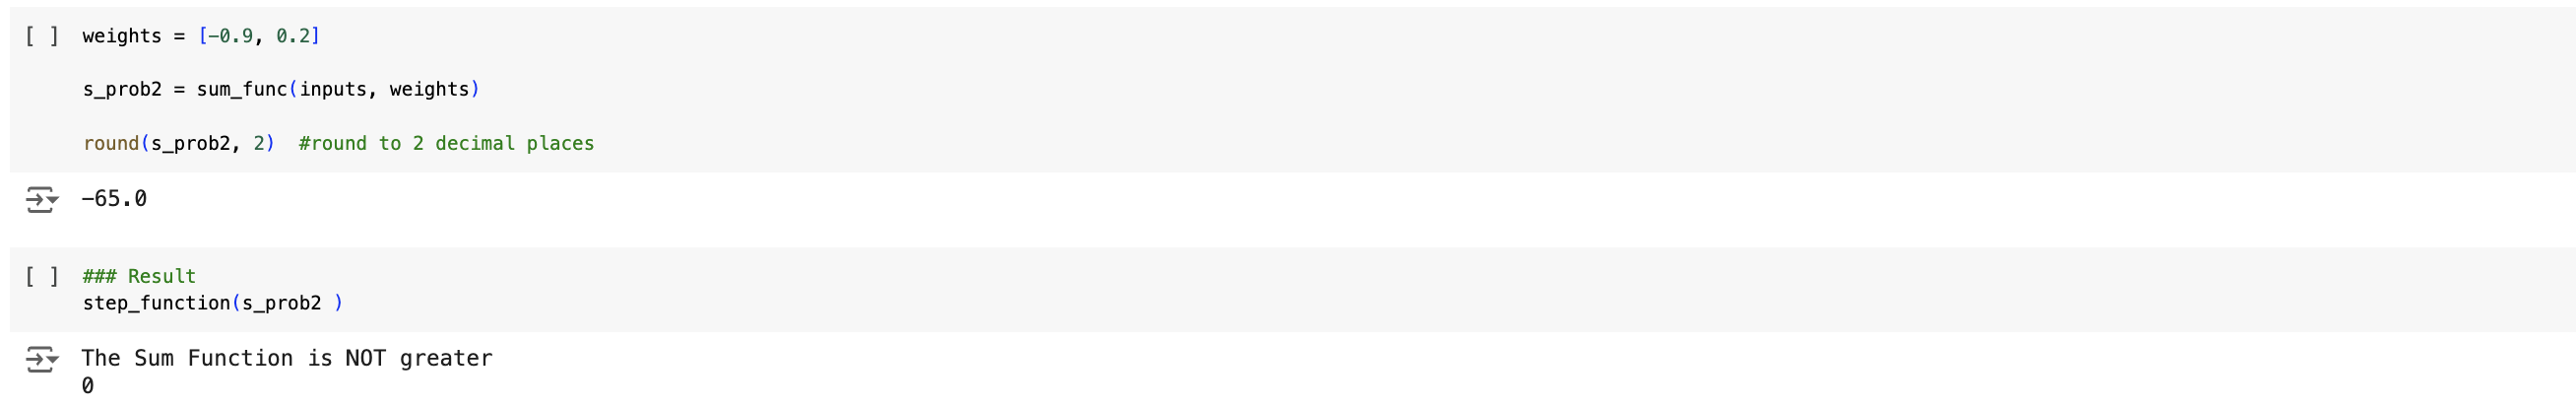 [ ] weights = [-0.9, 0.2]
s_prob2 = sum_func(inputs, weights)
round(s_prob2, 2)  #round to 2 decimal places
-65.0
[ ] ### Result
step_function(s_prob2 )
The Sum Function is NOT greater
0